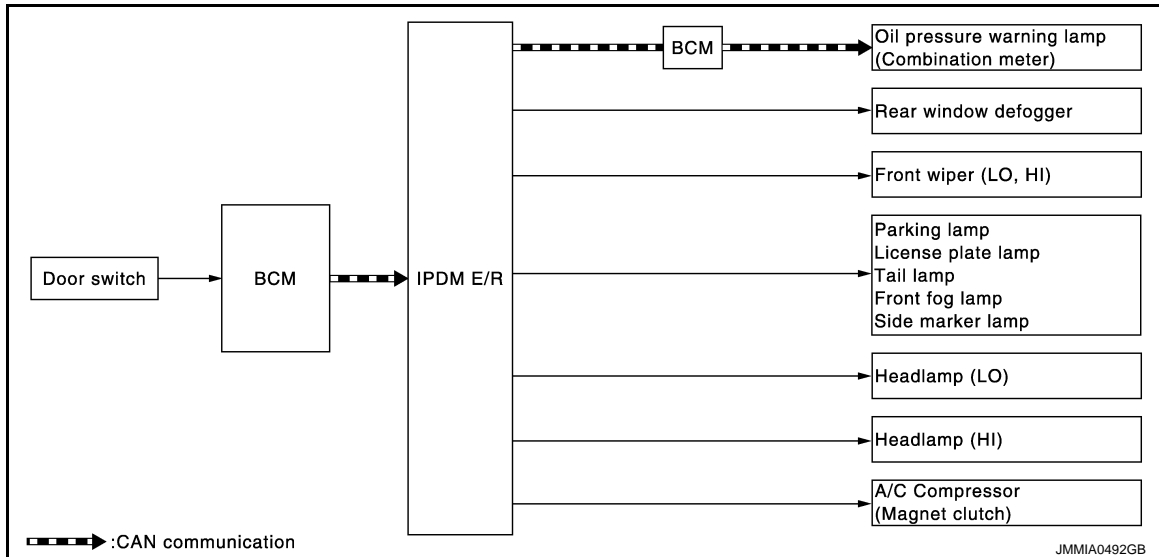 BCM
Oil pressure warning lamp
(Combination meter)
Rear window defogger
Front wiper (LO, HI)
Parking lamp
License plate lamp
Tail lamp
Front fog lamp
Side marker lamp
Door switch
BCM
IPDM E/R
Headlamp (LO)
Headlamp (HI)
A/C Compressor
(Magnet clutch)
:CAN communication
JMMIA0492GB